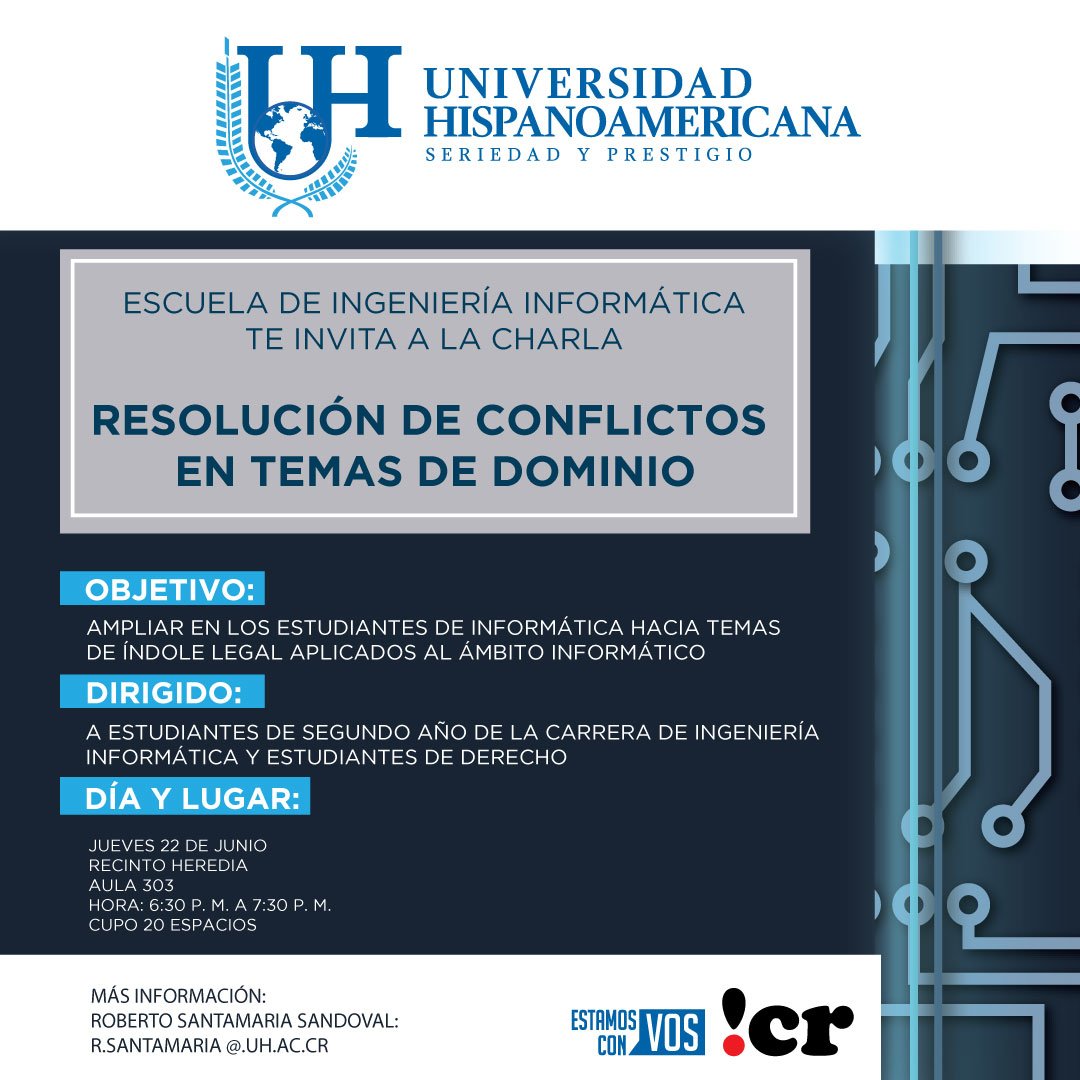 UH
UNIVERSIDAD
HISPANOAMERICANA
SERIEDAD Y PRESTIGIO
ESCUELA DE INGENIERÍA INFORMÁTICA
TE INVITA A LA CHARLA
RESOLUCIÓN DE CONFLICTOS
EN TEMAS DE DOMINIO
OBJETIVO:
AMPLIAR EN LOS ESTUDIANTES DE INFORMÁTICA HACIA TEMAS
DE ÍNDOLE LEGAL APLICADOS AL ÁMBITO INFORMÁTICO
DIRIGIDO:
A ESTUDIANTES DE SEGUNDO AÑO DE LA CARRERA DE INGENIERÍA
INFORMÁTICA Y ESTUDIANTES DE DERECHO
DÍA Y LUGAR:
JUEVES 22 DE JUNIO
RECINTO HEREDIA
AULA 303
HORA: 6:30 P. M. A 7:30 P. M.
CUPO 20 ESPACIOS
MÁS INFORMACIÓN:
ROBERTO SANTAMARIA SANDOVAL:
R.SANTAMARIA @.UH.AC.CR
ESTAMOS
CON VOS
!cr